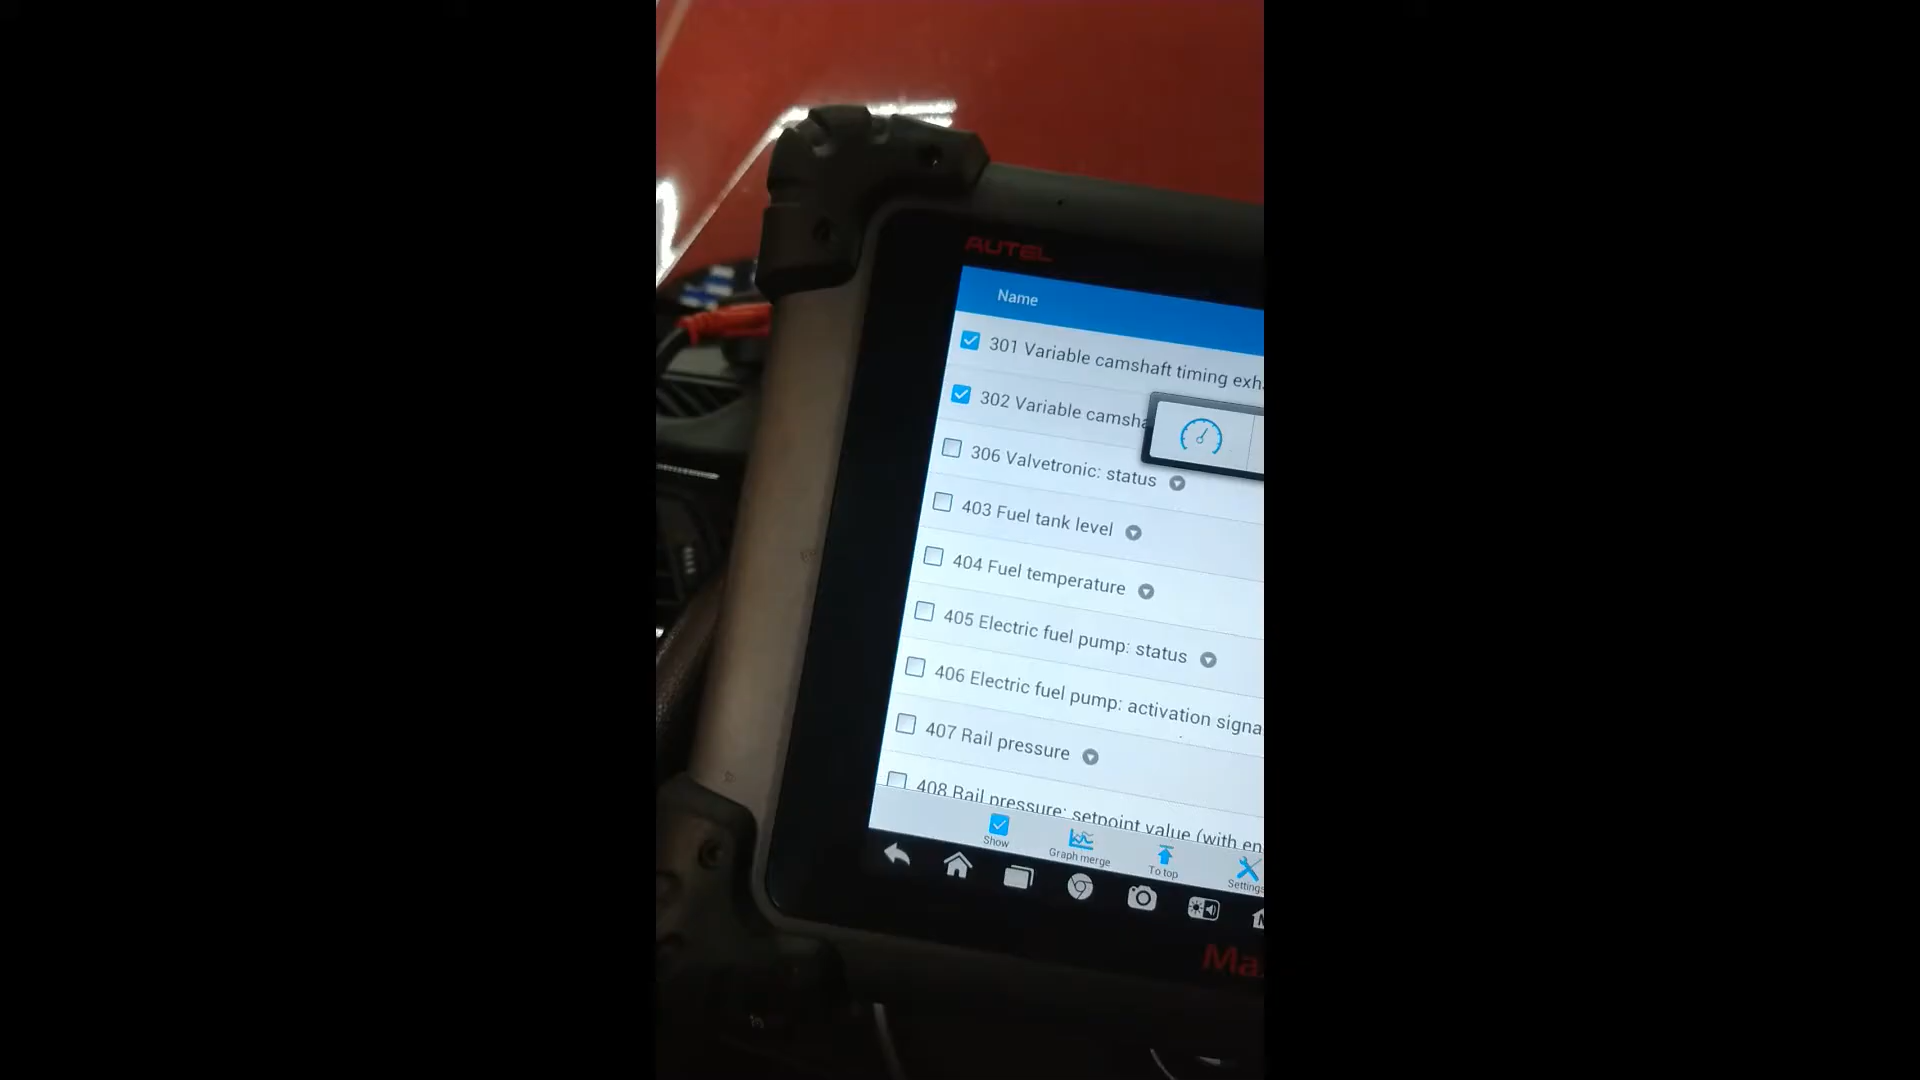 AUTEL
Name
301 Variable camshaft timing exha
302 Variable camsha
306 Valvetronic: status
403 Fuel tank level
404 Fuel temperature
405 Electric fuel pump: status
406 Electric fuel pump: activation signa
407 Rail pressure
408 Rail pressure: setpoint value (with en
Show
Graph merge
To top
Settings
Ma